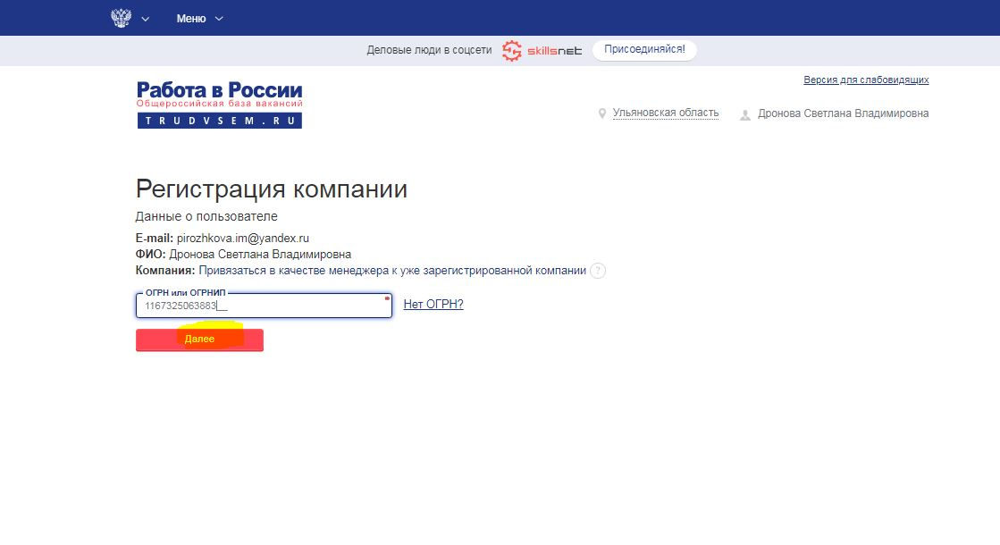 Меню
Деловые люди в соцсети skillsnet Присоединяйся!
Версия для слабовидящих
Работа в России
Общероссийская база вакансий
TRUDVSEM.RU
Ульяновская область Дронова Светлана Владимировна
Регистрация компании
Данные о пользователе
E-mail: pirozhkova.im@yandex.ru
ФИО: Дронова Светлана Владимировна
Компания: Привязаться в качестве менеджера к уже зарегистрированной компании ?
ОГРН или ОГРНИП
1167325063883__ Нет ОГРН?
Далее